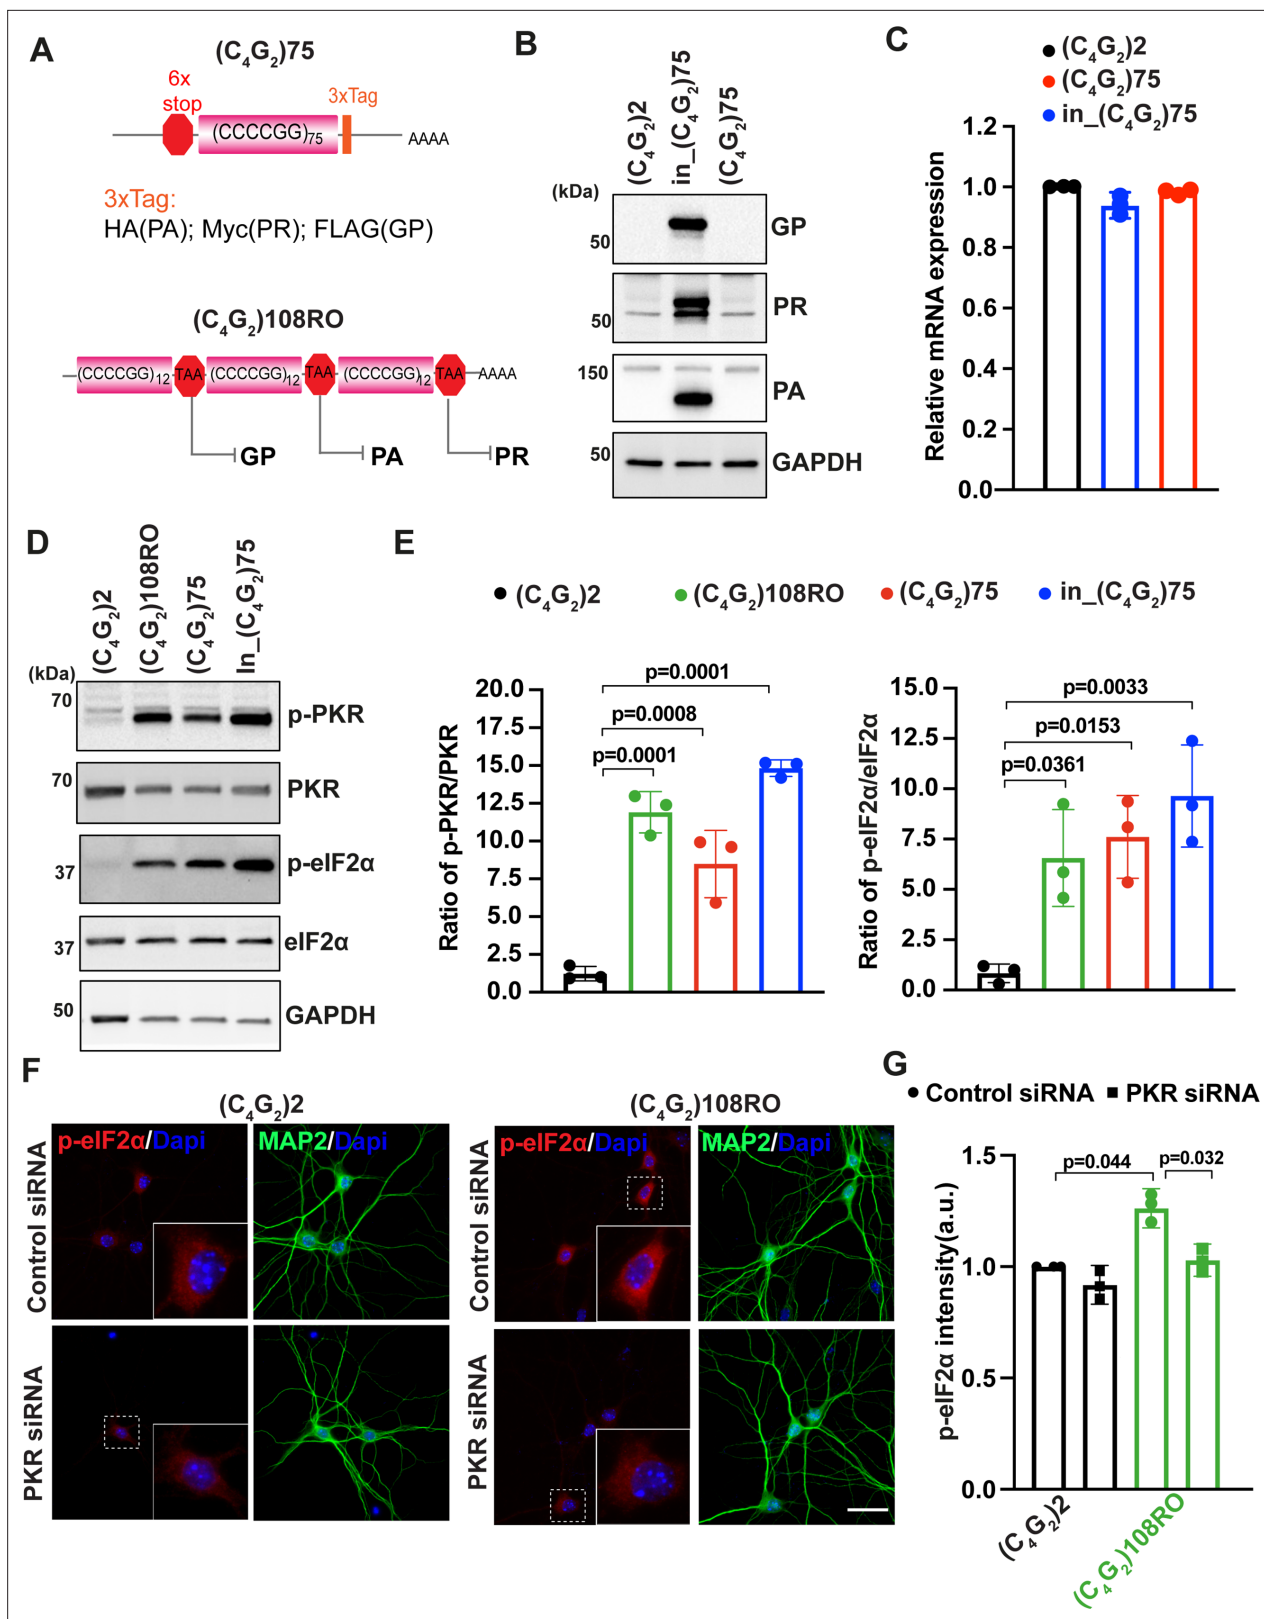 A
(C4G2)75
6x
stop
3xTag
(CCCCGG)75
AAAA
3xTag:
HA(PA); Myc(PR); FLAG(GP)
(C4G2)108RO
(CCCCGG)12 TAA (CCCCGG)12 TAA (CCCCGG)12 TAA AAAA
GP PA PR
B
(C4G2)2
in_(C4G2)75
(C4G2)75
(kDa)
50
GP
50
PR
150
PA
50
GAPDH
C
(C4G2)2
(C4G2)75
in_(C4G2)75
Relative mRNA expression
1.2
1.0
0.8
0.6
0.4
0.2
0.0
D
(C4G2)2
(C4G2)108RO
(C4G2)75
In_(C4G2)75
(kDa)
70
p-PKR
70
PKR
37
p-eIF2α
37
eIF2α
50
GAPDH
E
(C4G2)2 (C4G2)108RO (C4G2)75 in_(C4G2)75
Ratio of p-PKR/PKR
20.0
17.5
15.0
12.5
10.0
7.5
5.0
2.5
0.0
p=0.0001
p=0.0008
p=0.0001
Ratio of p-eIF2α/eIF2α
15.0
12.5
10.0
7.5
5.0
2.5
0.0
p=0.0033
p=0.0153
p=0.0361
F
(C4G2)2
(C4G2)108RO
p-eIF2α/Dapi
MAP2/Dapi
p-eIF2α/Dapi
MAP2/Dapi
Control siRNA
PKR siRNA
Control siRNA
PKR siRNA
G
Control siRNA PKR siRNA
p-eIF2α intensity(a.u.)
1.5
1.0
0.5
0.0
p=0.044
p=0.032
(C4G2)2
(C4G2)108RO